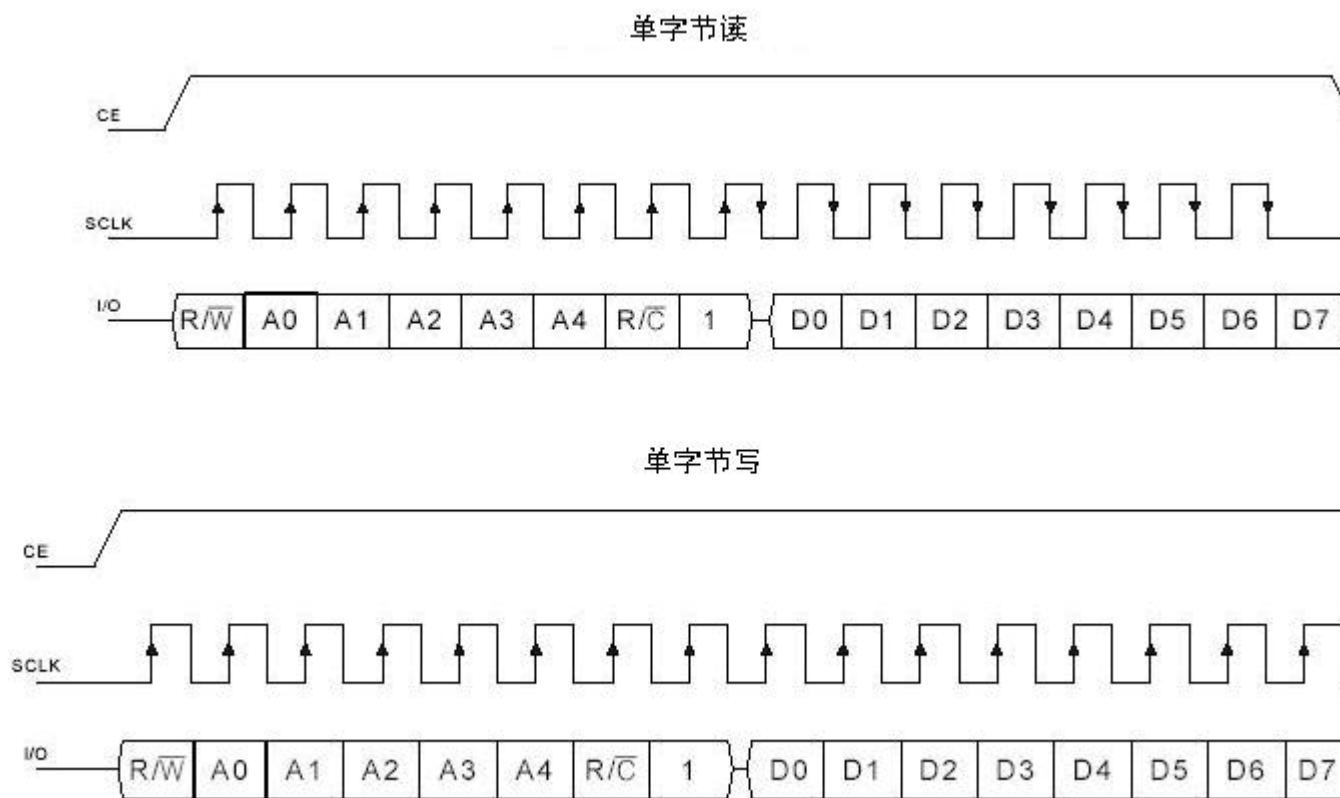 单字节读
CE
SCLK
I/O
R/W̅ A0 A1 A2 A3 A4 R/C̅ 1 D0 D1 D2 D3 D4 D5 D6 D7
单字节写
CE
SCLK
I/O
R/W̅ A0 A1 A2 A3 A4 R/C̅ 1 D0 D1 D2 D3 D4 D5 D6 D7